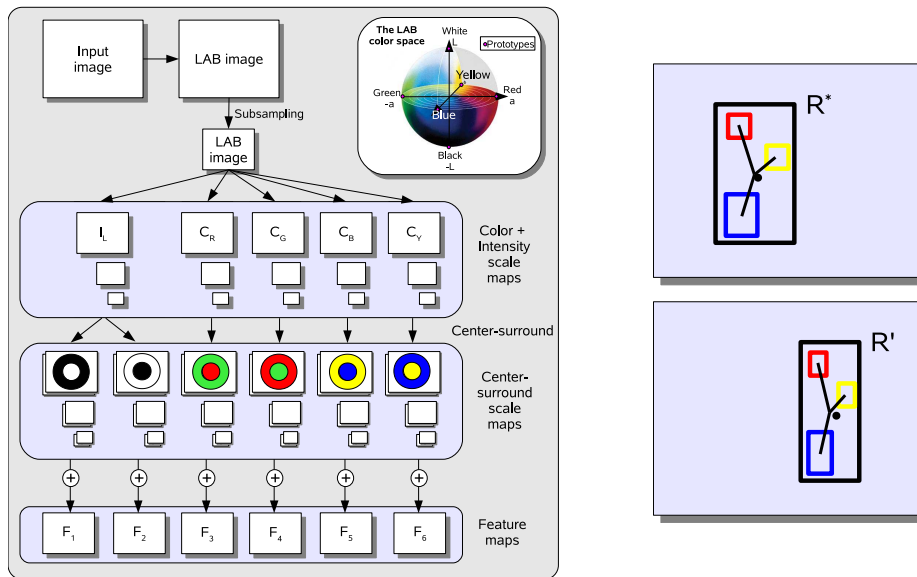 Input
image
LAB image
Subsampling
LAB
image
The LAB
color space
White
L
Prototypes
Yellow
Green
-a
Red
a
Blue
Black
-L
I_L
C_R
C_G
C_B
C_Y
Color +
Intensity
scale
maps
Center-surround
Center-
surround
scale
maps
+ + + + + +
F_1
F_2
F_3
F_4
F_5
F_6
Feature
maps
R*
R'